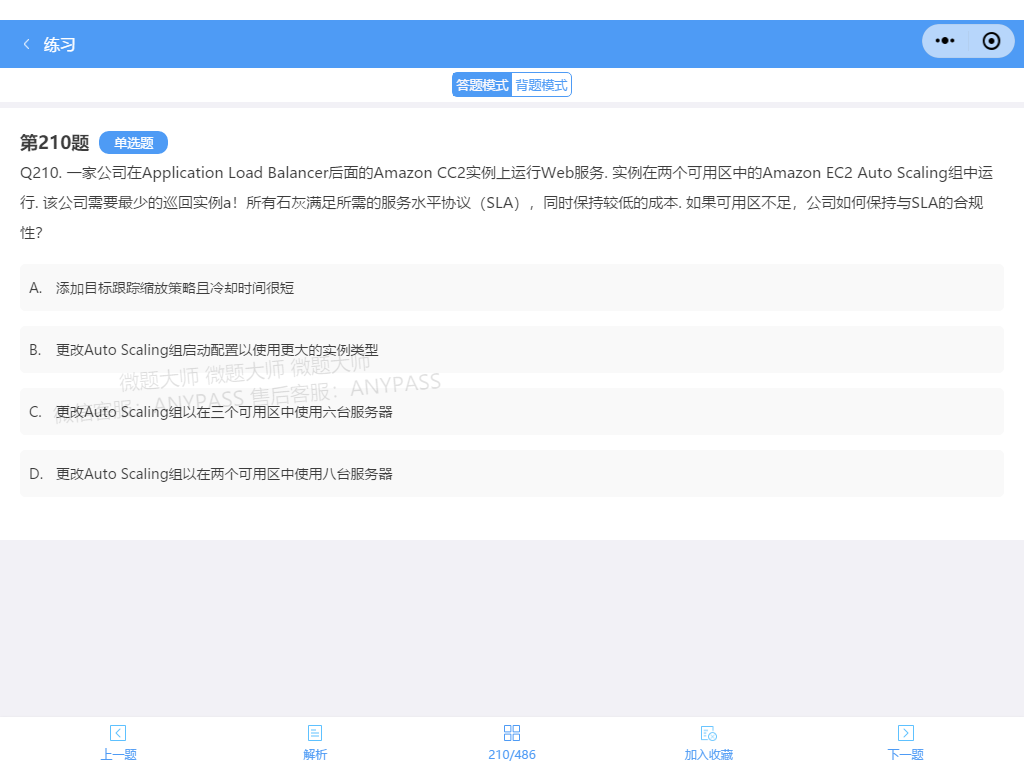 练习
答题模式 背题模式
第210题 单选题
Q210. 一家公司在Application Load Balancer后面的Amazon CC2实例上运行Web服务. 实例在两个可用区中的Amazon EC2 Auto Scaling组中运
行. 该公司需要最少的巡回实例a！所有石灰满足所需的服务水平协议（SLA），同时保持较低的成本. 如果可用区不足，公司如何保持与SLA的合规
性？
A. 添加目标跟踪缩放策略且冷却时间很短
B. 更改Auto Scaling组启动配置以使用更大的实例类型
微题大师 微题大师 微题大师
微信客服：ANYPASS 售后客服：ANYPASS
C. 更改Auto Scaling组以在三个可用区中使用六台服务器
D. 更改Auto Scaling组以在两个可用区中使用八台服务器
上一题 解析 210/486 加入收藏 下一题